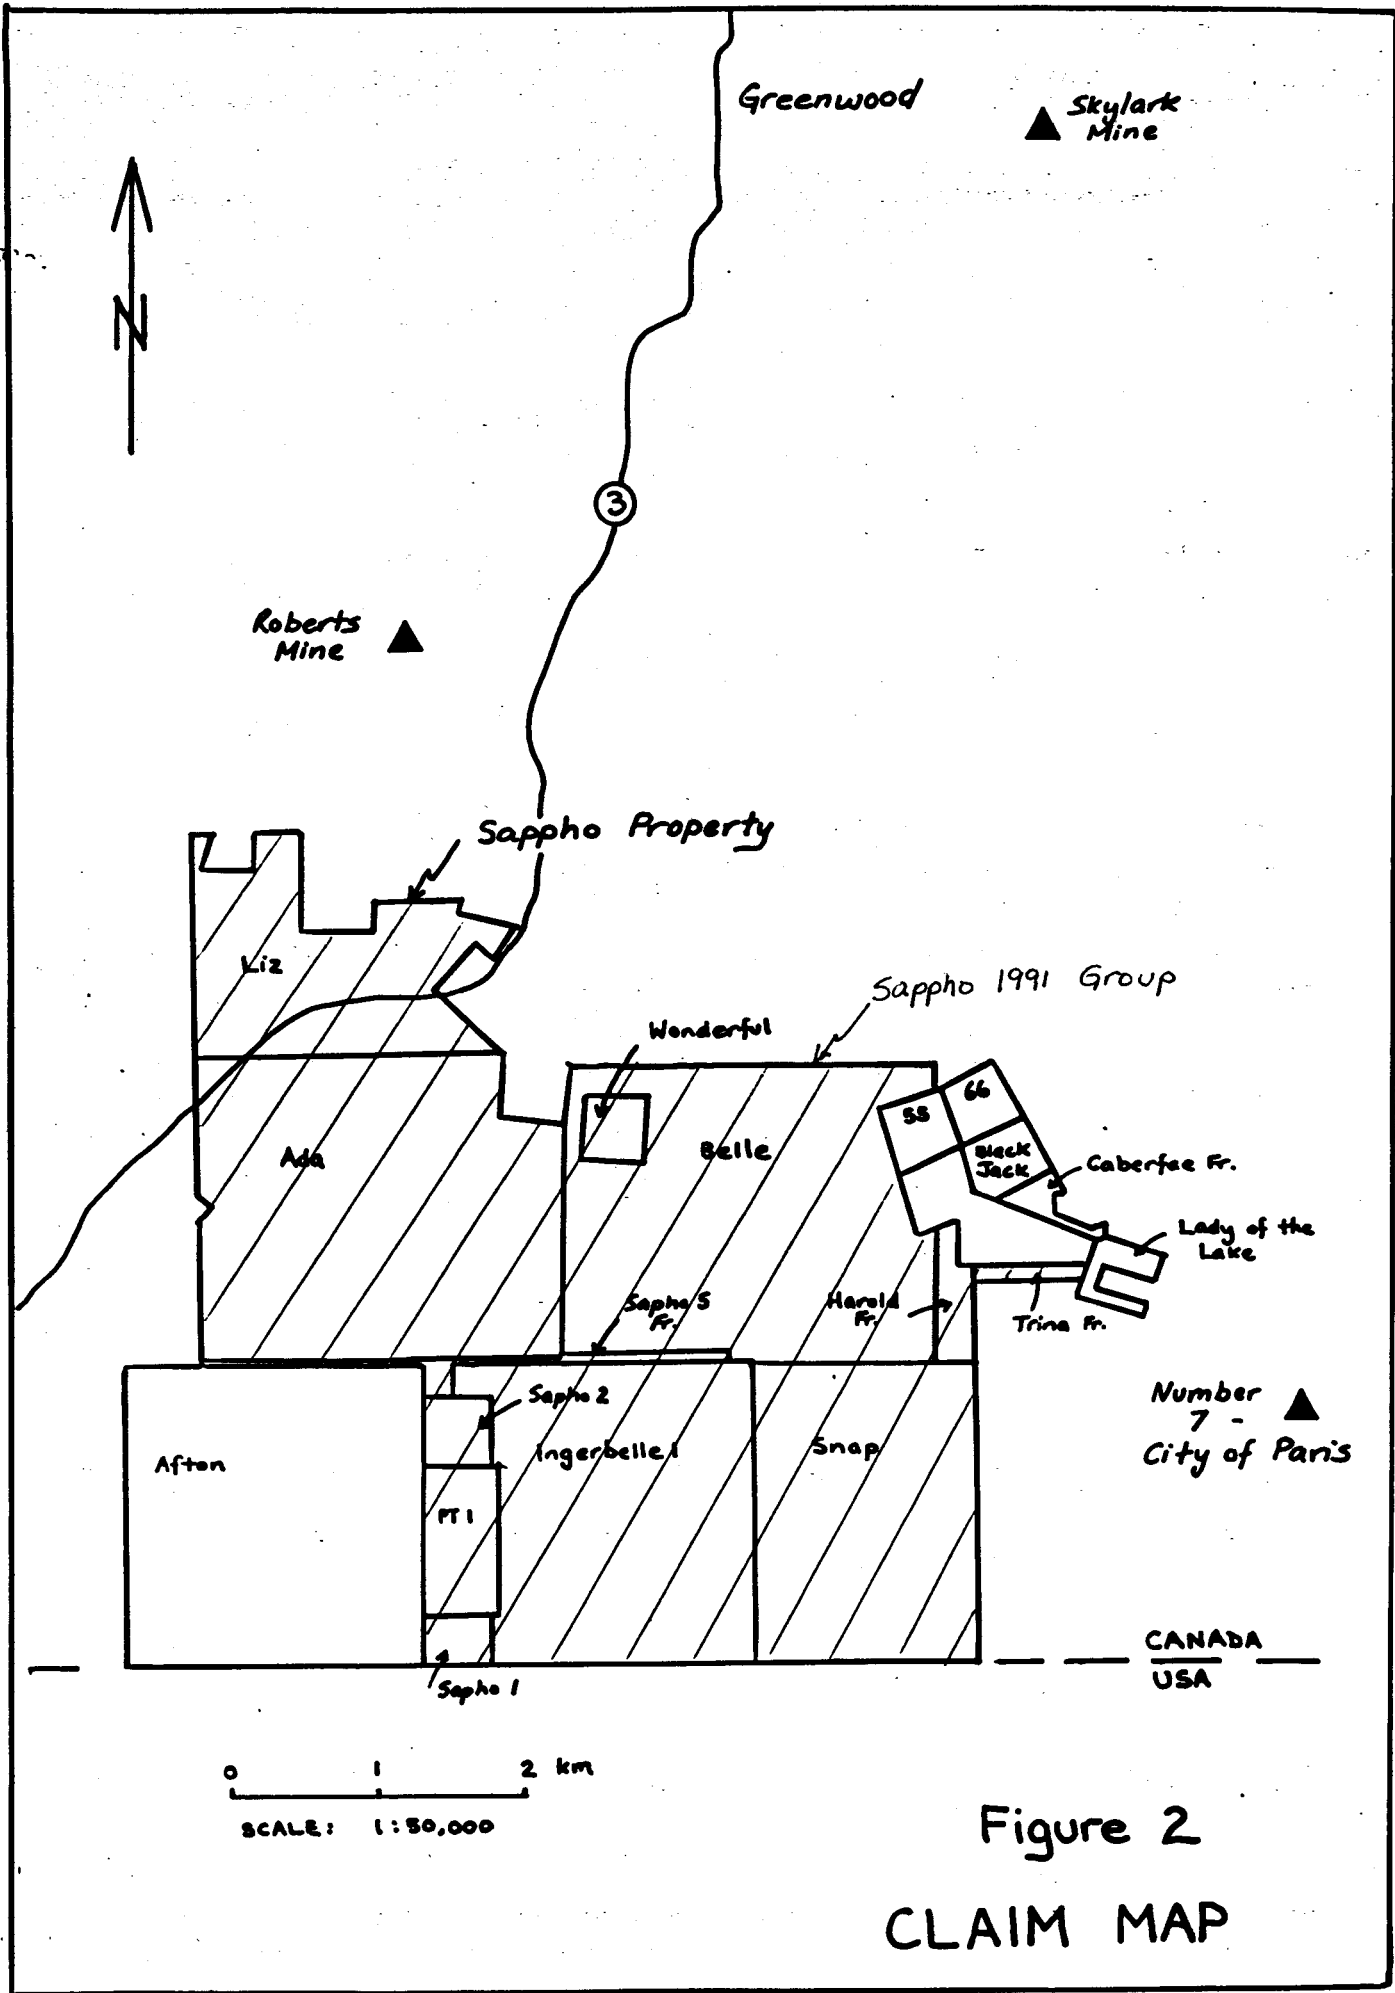 Greenwood
Skylark
Mine
N
3
Roberts
Mine
Sappho Property
Liz
Sappho 1991 Group
Wonderful
66
55
Belle
Black
Jack
Ada
Caberfae Fr.
Lady of the
Lake
Sapho 5
Fr.
Harold
Fr.
Trina Fr.
Sapho 2
Number
7 -
City of Paris
Afton
Ingerbelle 1
Snap
PT 1
CANADA
USA
Sapho 1
0 1 2 km
SCALE: 1:50,000
Figure 2
CLAIM MAP